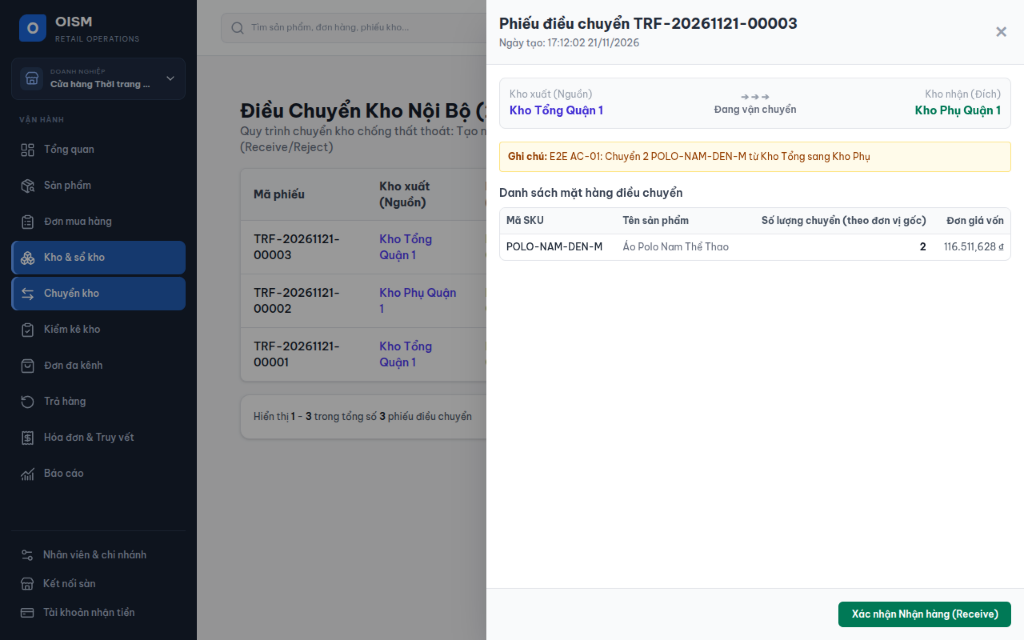 OISM
RETAIL OPERATIONS
DOANH NGHIỆP
Cửa hàng Thời trang ...
VẬN HÀNH
Tổng quan
Sản phẩm
Đơn mua hàng
Kho & sổ kho
Chuyển kho
Kiểm kê kho
Đơn đa kênh
Trả hàng
Hóa đơn & Truy vết
Báo cáo
Nhân viên & chi nhánh
Kết nối sàn
Tài khoản nhận tiền
Tìm sản phẩm, đơn hàng, phiếu kho...
Điều Chuyển Kho Nội Bộ (
Quy trình chuyển kho chống thất thoát: Tạo
(Receive/Reject)
Mã phiếu
Kho xuất
(Nguồn)
TRF-20261121-
00003
Kho Tổng
Quận 1
TRF-20261121-
00002
Kho Phụ Quận
1
TRF-20261121-
00001
Kho Tổng
Quận 1
Hiển thị 1 - 3 trong tổng số 3 phiếu điều chuyển
Phiếu điều chuyển TRF-20261121-00003
Ngày tạo: 17:12:02 21/11/2026
Kho xuất (Nguồn)
Kho Tổng Quận 1
Đang vận chuyển
Kho nhận (Đích)
Kho Phụ Quận 1
Ghi chú: E2E AC-01: Chuyển 2 POLO-NAM-DEN-M từ Kho Tổng sang Kho Phụ
Danh sách mặt hàng điều chuyển
Mã SKU Tên sản phẩm Số lượng chuyển (theo đơn vị gốc) Đơn giá vốn
POLO-NAM-DEN-M Áo Polo Nam Thể Thao 2 116.511,628 đ
Xác nhận Nhận hàng (Receive)